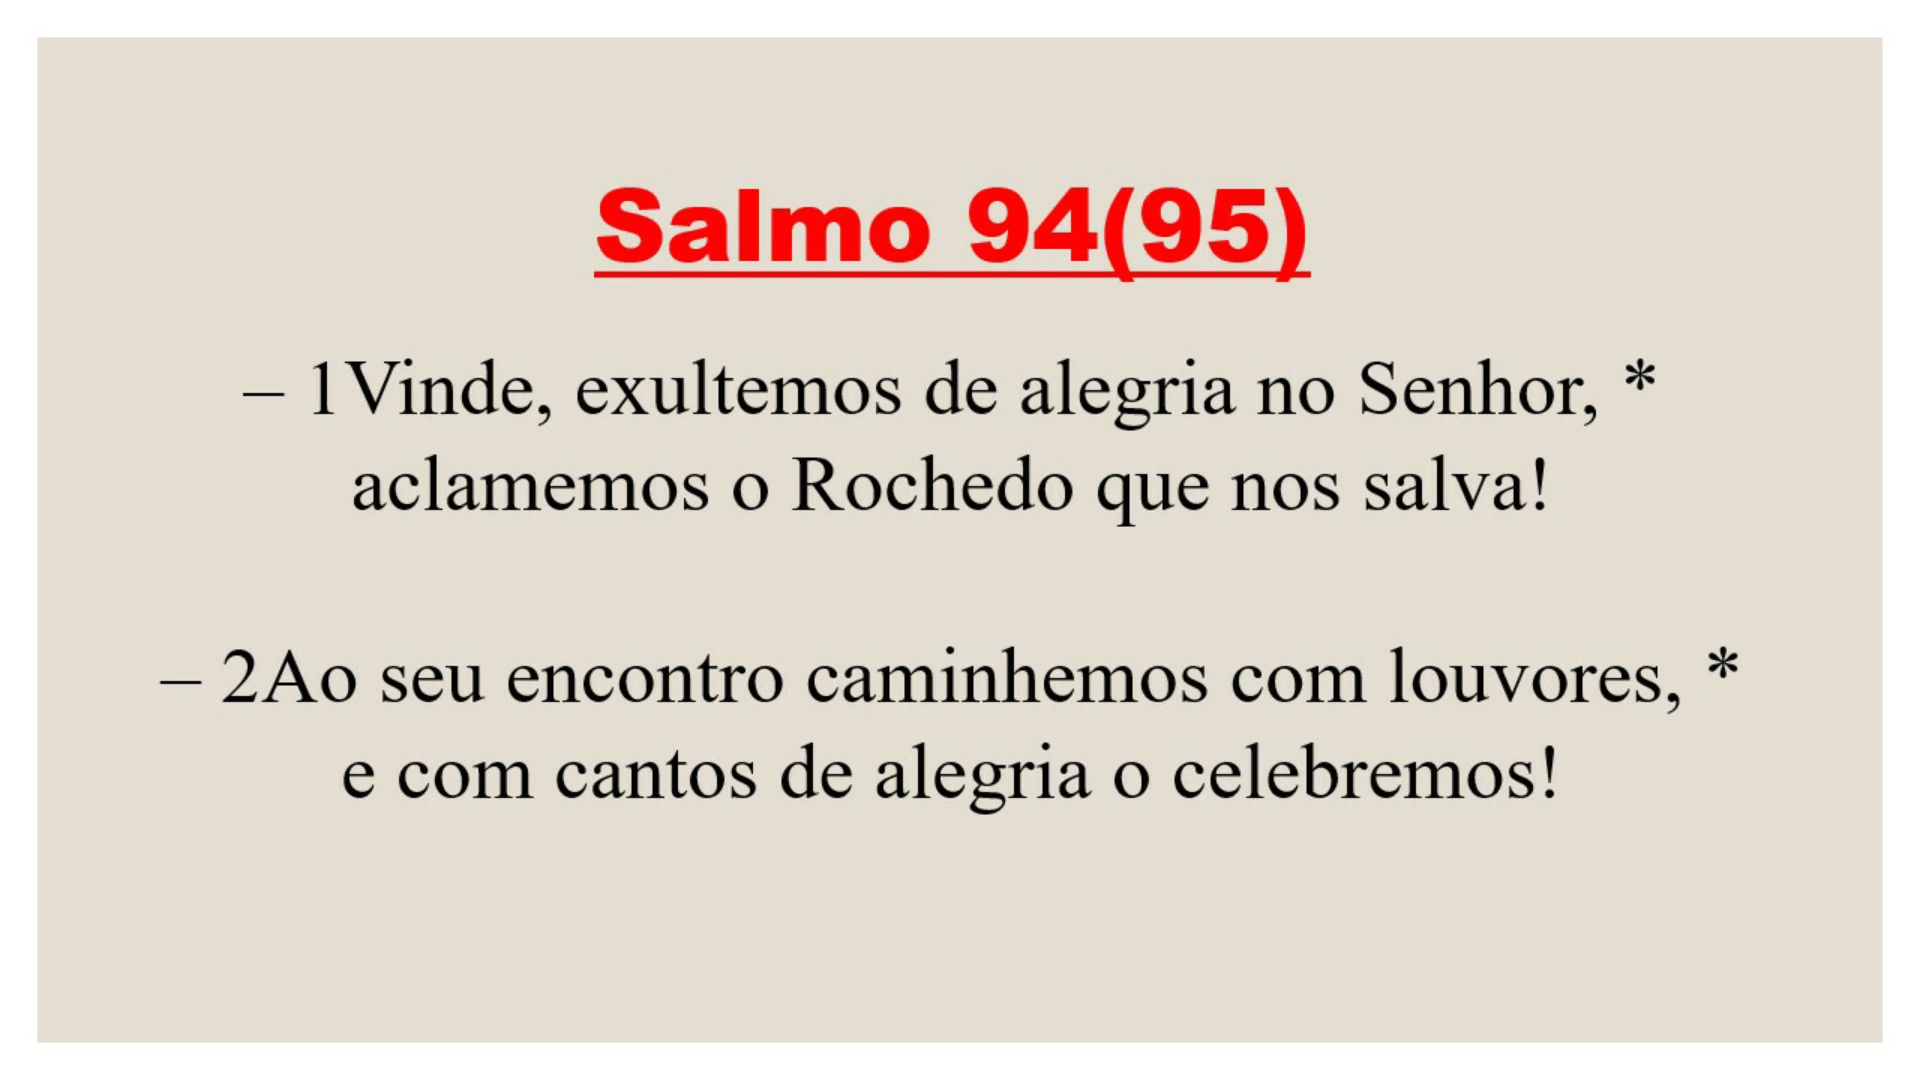 Salmo 94(95)
– 1Vinde, exultemos de alegria no Senhor, *
aclamemos o Rochedo que nos salva!
– 2Ao seu encontro caminhemos com louvores, *
e com cantos de alegria o celebremos!